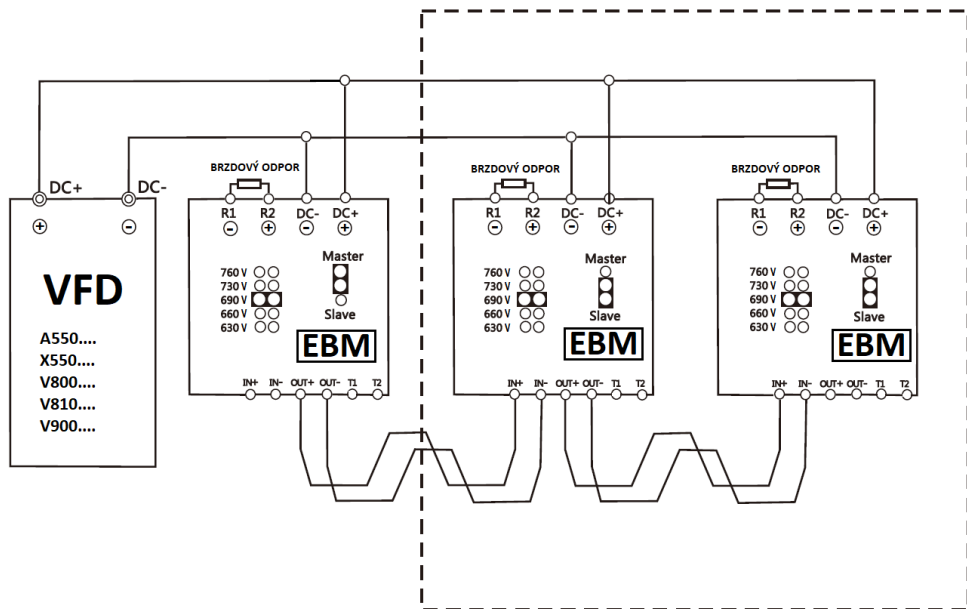 DC+ DC-
VFD
A550....
X550....
V800....
V810....
V900....
BRZDOVÝ ODPOR
R1 R2 DC- DC+
Master
760 V
730 V
690 V
660 V
630 V
Slave
EBM
IN+ IN- OUT+ OUT- T1 T2
BRZDOVÝ ODPOR
R1 R2 DC- DC+
Master
760 V
730 V
690 V
660 V
630 V
Slave
EBM
IN+ IN- OUT+ OUT- T1 T2
BRZDOVÝ ODPOR
R1 R2 DC- DC+
Master
760 V
730 V
690 V
660 V
630 V
Slave
EBM
IN+ IN- OUT+ OUT- T1 T2